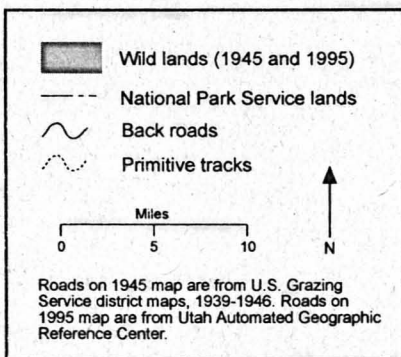 Wild lands (1945 and 1995)
National Park Service lands
Back roads
Primitive tracks
Miles
0 5 10
N
Roads on 1945 map are from U.S. Grazing
Service district maps, 1939-1946. Roads on
1995 map are from Utah Automated Geographic
Reference Center.